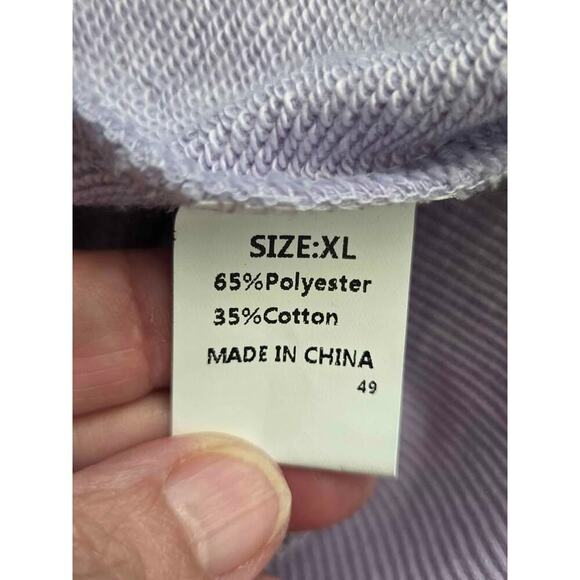 SIZE:XL
65%Polyester
35%Cotton
MADE IN CHINA
49